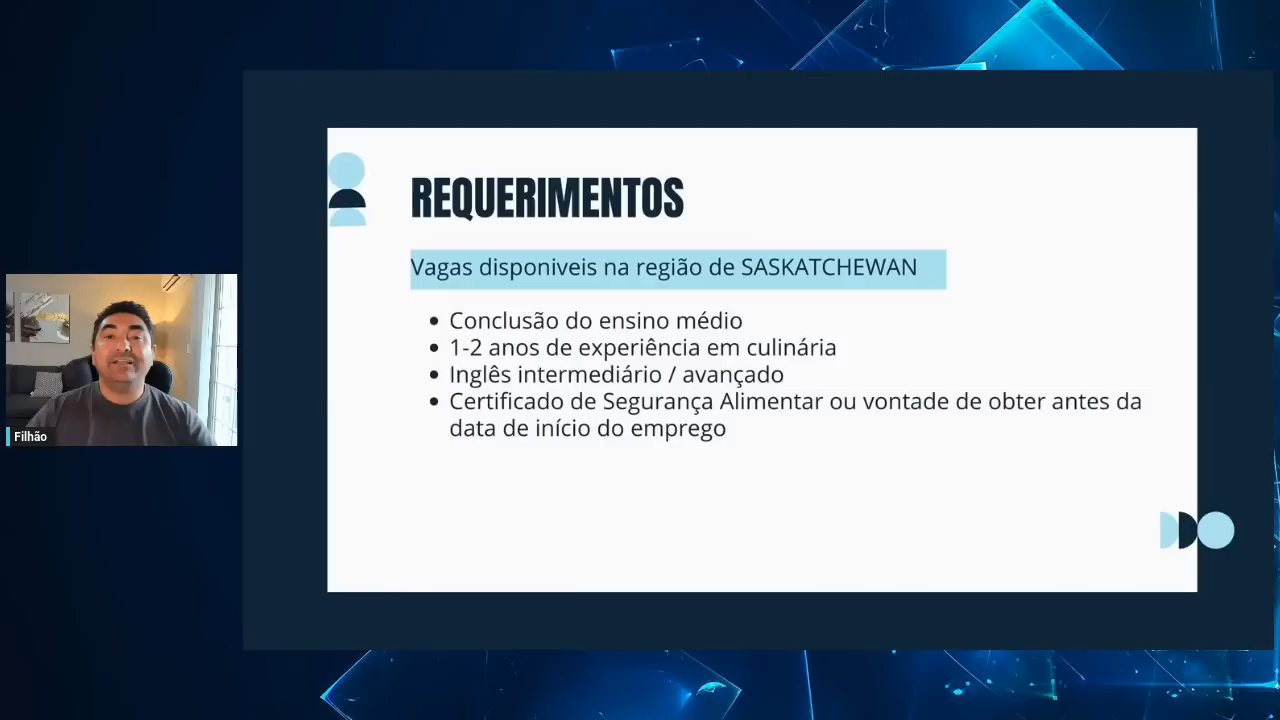 REQUERIMENTOS
Vagas disponiveis na região de SASKATCHEWAN
Conclusão do ensino médio
1-2 anos de experiência em culinária
Inglês intermediário / avançado
Certificado de Segurança Alimentar ou vontade de obter antes da
data de início do emprego
Filhão